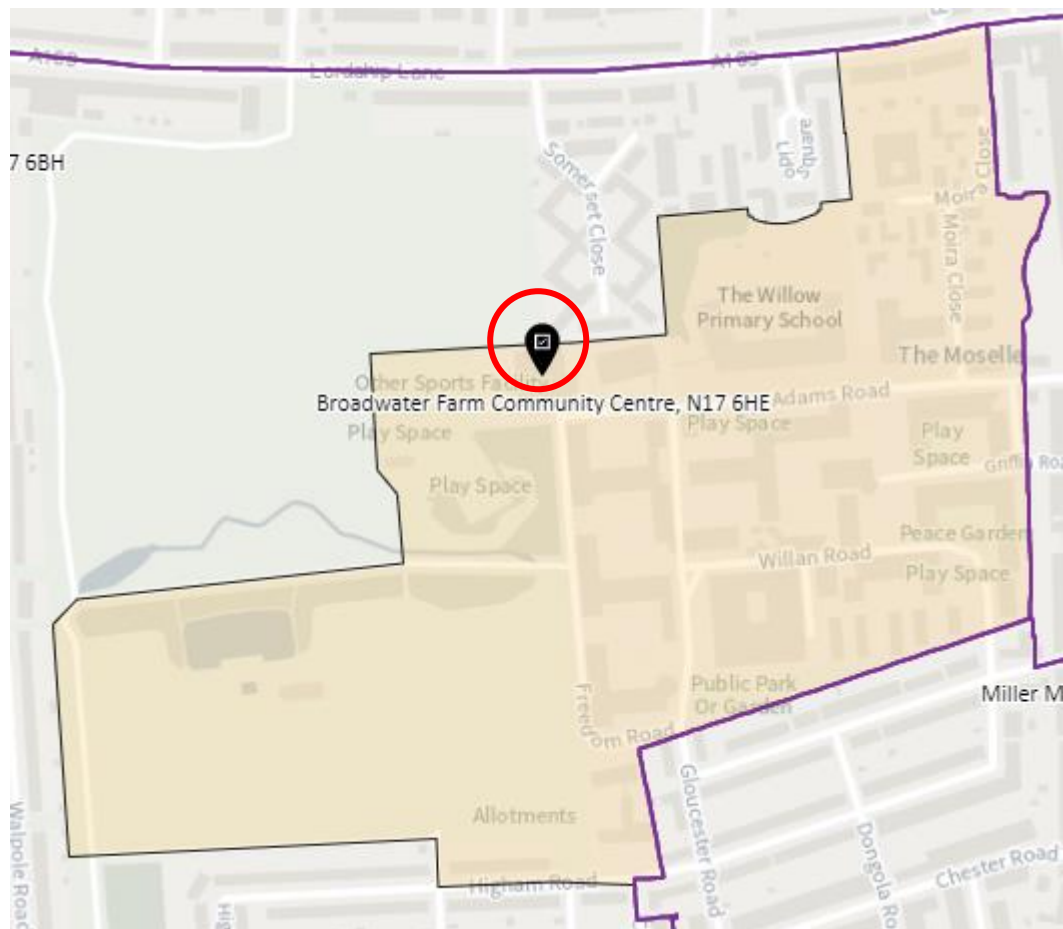 A109
Lordship Lane
A109
7 6BH
Somerset Close
Lido
Square
Close
Moira Close
The Willow
Primary School
The Moselle
Other Sports Facility
Broadwater Farm Community Centre, N17 6HE
Adams Road
Play Space
Play Space
Play
Space
Play Space
Griffin Roa
Peace Garden
Willan Road
Play Space
Public Park
Or Garden
Miller M
Freedom Road
Allotments
Gloucester Road
Walpole Road
Dongola Ro
Chester Road
Higham Road
Hig